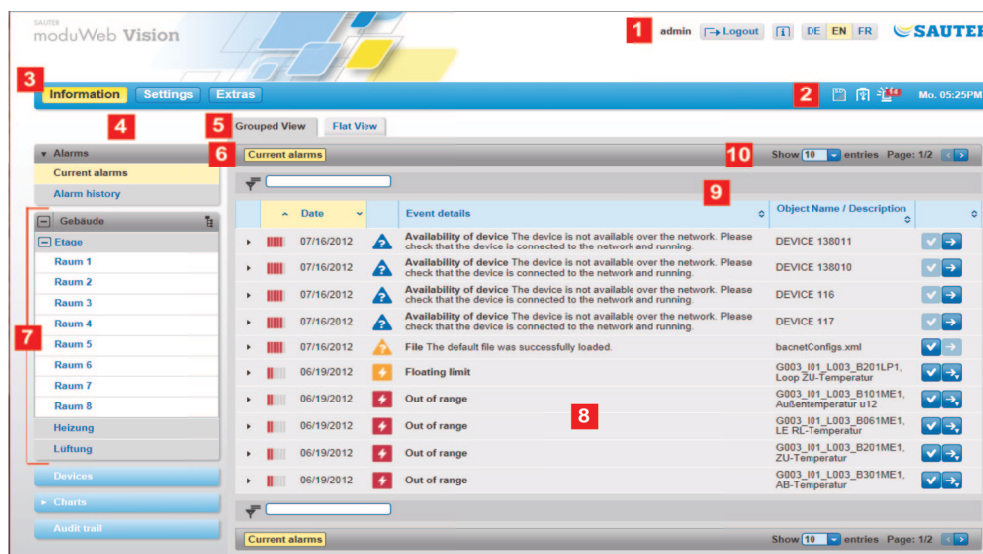 SAUTER
moduWeb Vision
1
admin
Logout
DE EN FR
SAUTER
3
Information Settings Extras
2
Mo. 05:25PM
4
5
Grouped View Flat View
Alarms
6
Current alarms
10
Show 10 entries Page: 1/2
Current alarms
Alarm history
9
Date Event details Object Name / Description
7
Gebäude
Etage
Raum 1
Raum 2
Raum 3
Raum 4
Raum 5
Raum 6
Raum 7
Raum 8
Heizung
Lüftung
Devices
Charts
Audit trail
07/16/2012 Availability of device The device is not available over the network. Please
check that the device is connected to the network and running.
DEVICE 138011
07/16/2012 Availability of device The device is not available over the network. Please
check that the device is connected to the network and running.
DEVICE 138010
07/16/2012 Availability of device The device is not available over the network. Please
check that the device is connected to the network and running.
DEVICE 116
07/16/2012 Availability of device The device is not available over the network. Please
check that the device is connected to the network and running.
DEVICE 117
07/16/2012 File The default file was successfully loaded. bacnetConfigs.xml
06/19/2012 Floating limit G003_I01_L003_B201LP1,
Loop ZU-Temperatur
06/19/2012 Out of range G003_I01_L003_B101ME1,
Außentemperatur u12
8
06/19/2012 Out of range G003_I01_L003_B061ME1,
LE RL-Temperatur
06/19/2012 Out of range G003_I01_L003_B201ME1,
ZU-Temperatur
06/19/2012 Out of range G003_I01_L003_B301ME1,
AB-Temperatur
Current alarms
Show 10 entries Page: 1/2